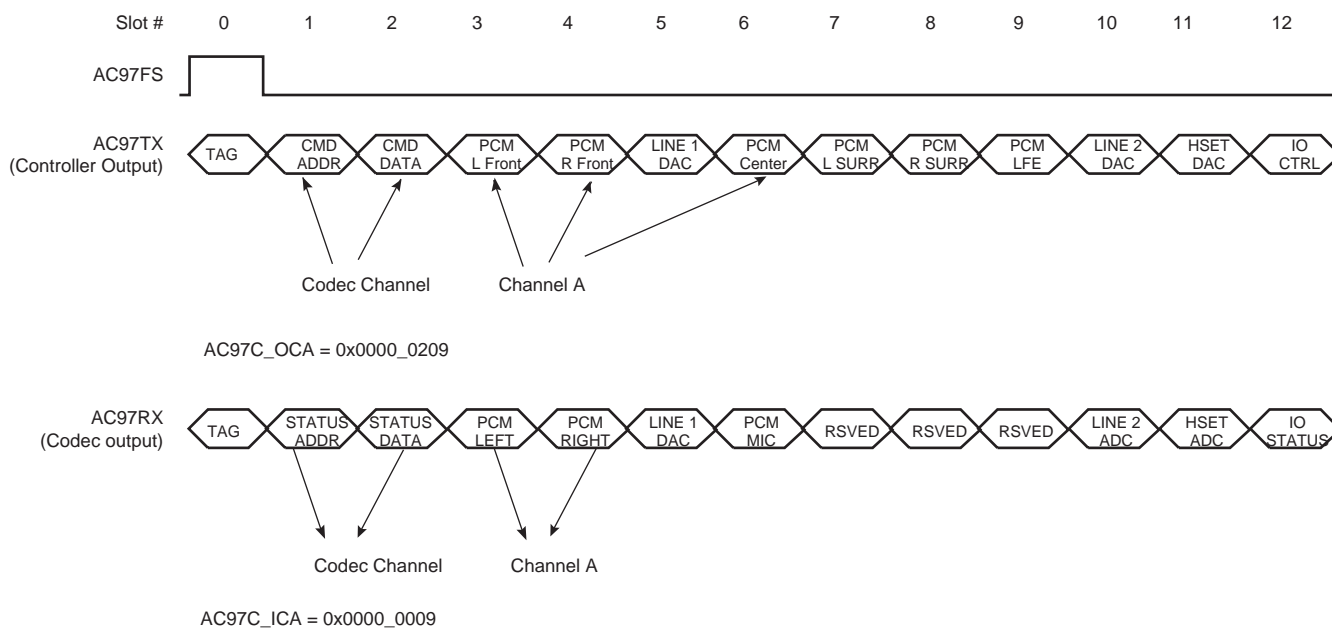 Slot # 0 1 2 3 4 5 6 7 8 9 10 11 12
AC97FS
AC97TX
(Controller Output)
TAG
CMD
ADDR
CMD
DATA
PCM
L Front
PCM
R Front
LINE 1
DAC
PCM
Center
PCM
L SURR
PCM
R SURR
PCM
LFE
LINE 2
DAC
HSET
DAC
IO
CTRL
Codec Channel
Channel A
AC97C_OCA = 0x0000_0209
AC97RX
(Codec output)
TAG
STATUS
ADDR
STATUS
DATA
PCM
LEFT
PCM
RIGHT
LINE 1
DAC
PCM
MIC
RSVED
RSVED
RSVED
LINE 2
ADC
HSET
ADC
IO
STATUS
Codec Channel
Channel A
AC97C_ICA = 0x0000_0009